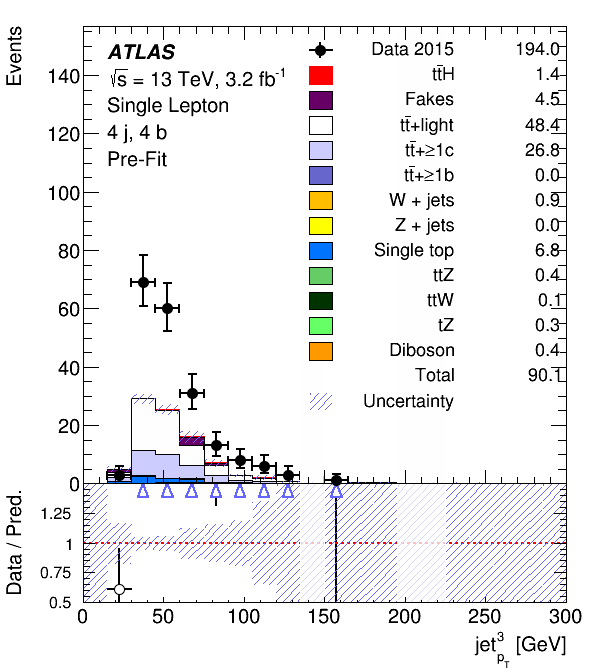 Events
ATLAS
√s = 13 TeV, 3.2 fb⁻¹
Single Lepton
4 j, 4 b
Pre-Fit
Data 2015 194.0
tt̄H 1.4
Fakes 4.5
tt̄+light 48.4
tt̄+≥1c 26.8
tt̄+≥1b 0.0
W + jets 0.9
Z + jets 0.0
Single top 6.8
ttZ 0.4
ttW 0.1
tZ 0.3
Diboson 0.4
Total 90.1
Uncertainty
140
120
100
80
60
40
20
0
Data / Pred.
1.25
1
0.75
0.5
0 50 100 150 200 250 300
jet³_pT [GeV]